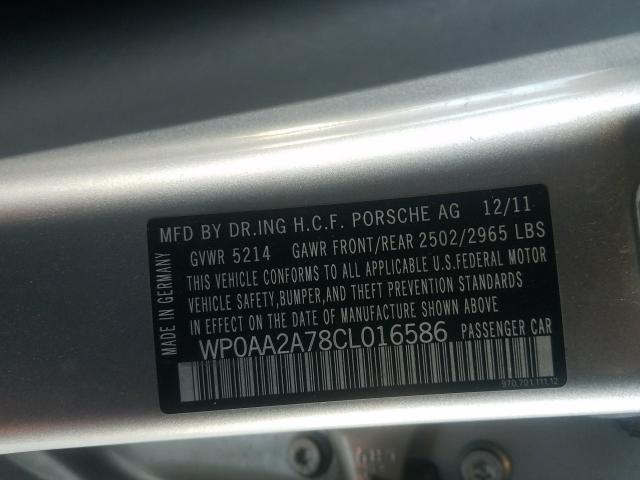 MFD BY DR.ING H.C.F. PORSCHE AG 12/11
GVWR 5214 GAWR FRONT/REAR 2502/2965 LBS
THIS VEHICLE CONFORMS TO ALL APPLICABLE U.S.FEDERAL MOTOR
VEHICLE SAFETY,BUMPER,AND THEFT PREVENTION STANDARDS
IN EFFECT ON THE DATE OF MANUFACTURE SHOWN ABOVE
WP0AA2A78CL016586 PASSENGER CAR
970.701.111.12
MADE IN GERMANY